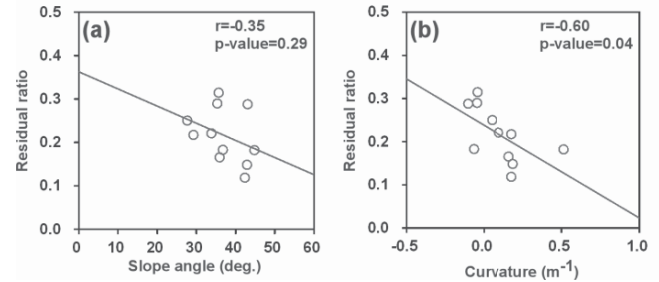 (a)
r=-0.35
p-value=0.29
Residual ratio
0.5
0.4
0.3
0.2
0.1
0.0
0 10 20 30 40 50 60
Slope angle (deg.)
(b)
r=-0.60
p-value=0.04
Residual ratio
0.5
0.4
0.3
0.2
0.1
0.0
-0.5 0.0 0.5 1.0
Curvature (m-1)